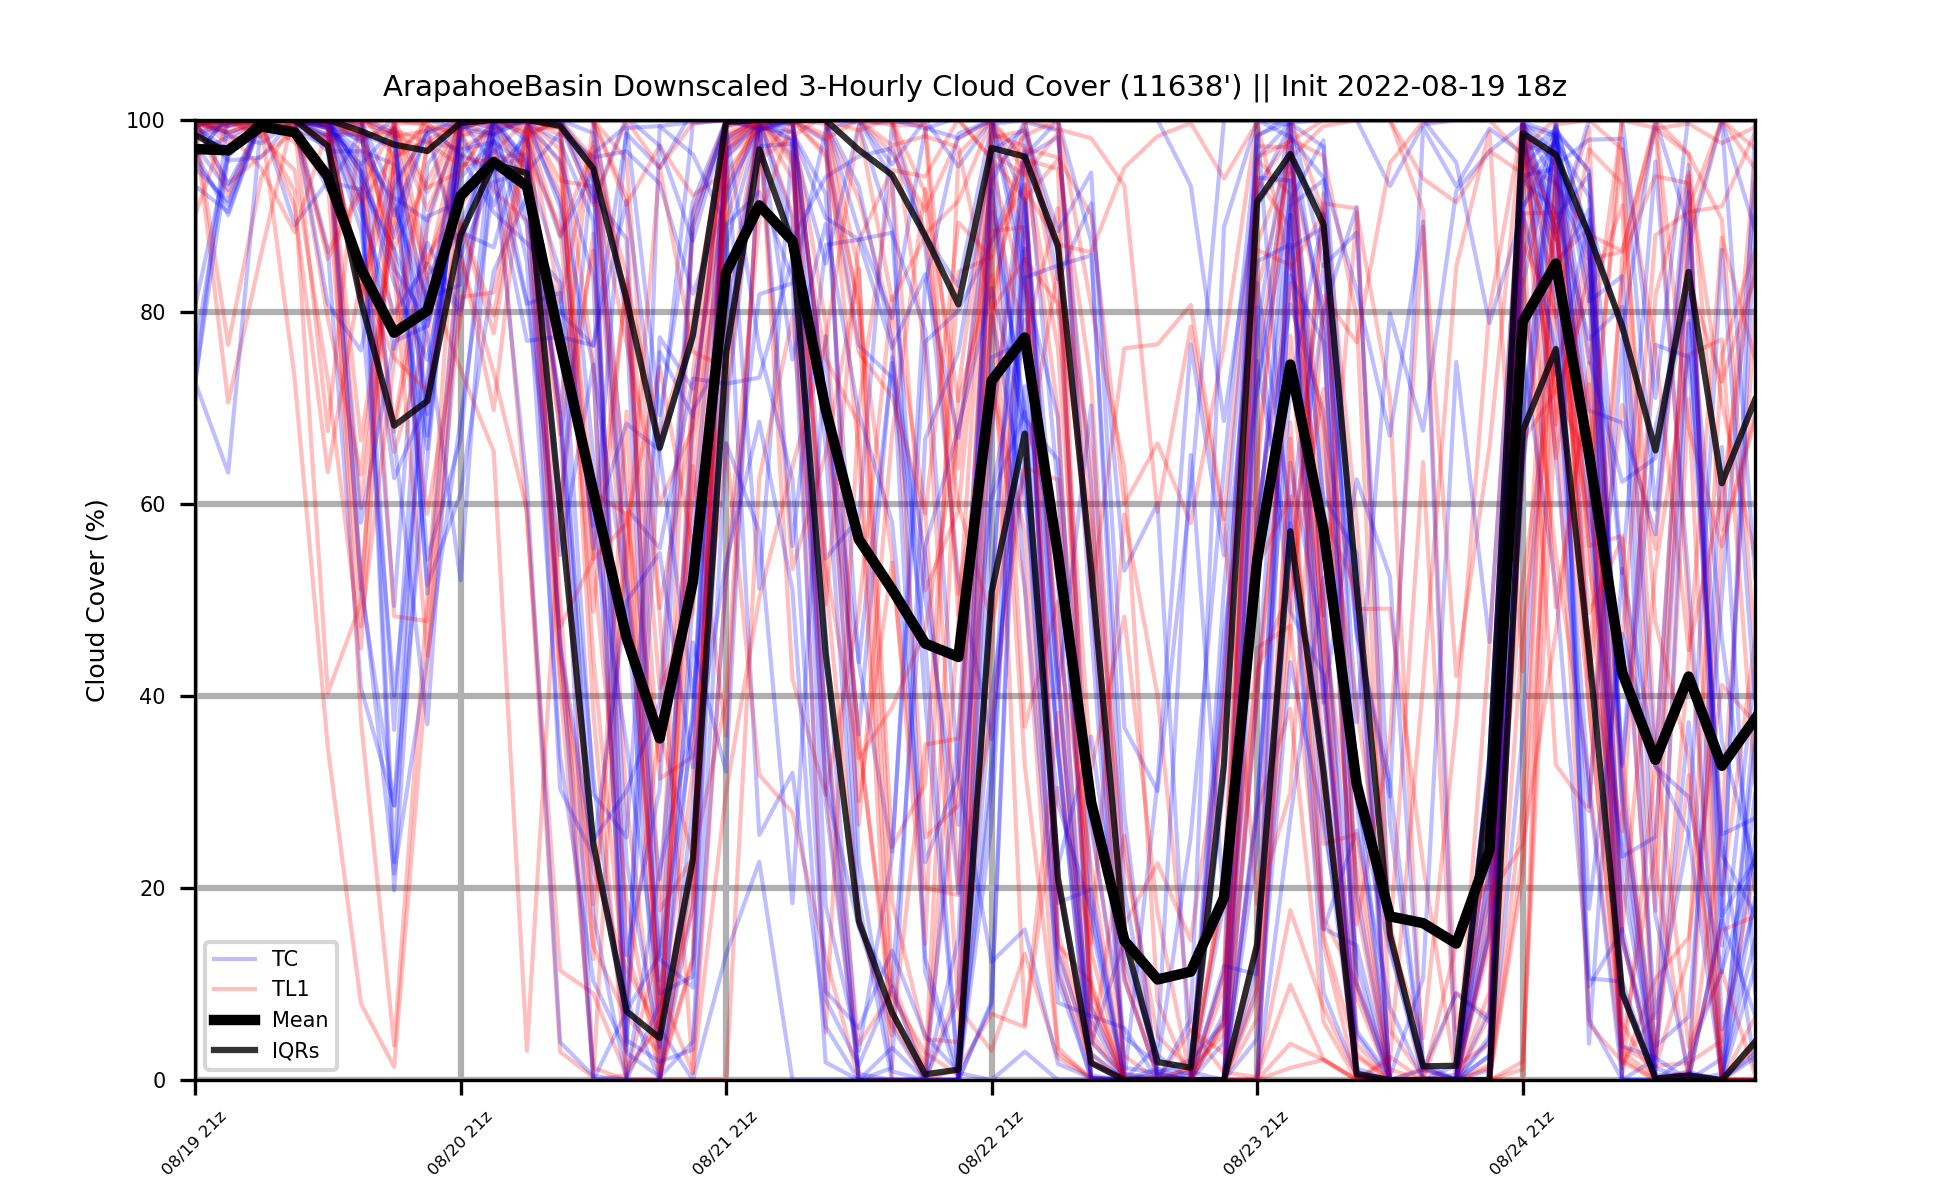 ArapahoeBasin Downscaled 3-Hourly Cloud Cover (11638') || Init 2022-08-19 18z
Cloud Cover (%)
100
80
60
40
20
0
TC
TL1
Mean
IQRs
08/19 21z
08/20 21z
08/21 21z
08/22 21z
08/23 21z
08/24 21z